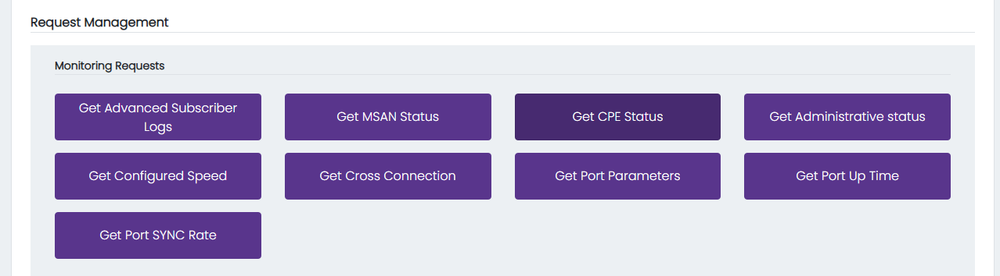 Request Management
Monitoring Requests
Get Advanced Subscriber
Logs
Get MSAN Status
Get CPE Status
Get Administrative status
Get Configured Speed
Get Cross Connection
Get Port Parameters
Get Port Up Time
Get Port SYNC Rate